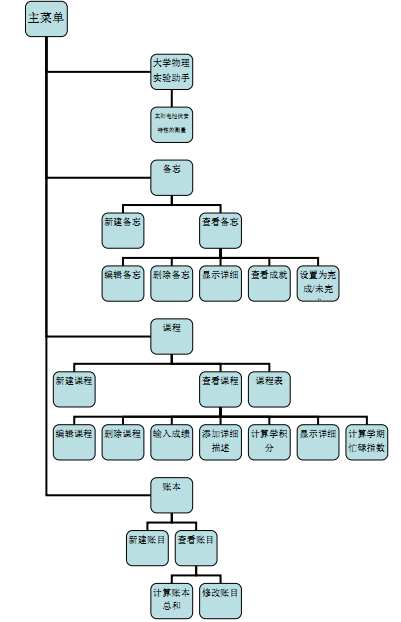 主菜单
大学物理
实验助手
太阳电池伏安
特性的测量
备忘
新建备忘
查看备忘
编辑备忘
删除备忘
显示详细
查看成就
设置为完
成/未完
课程
新建课程
查看课程
课程表
编辑课程
删除课程
输入成绩
添加详细
描述
计算学积
分
显示详细
计算学期
忙碌指数
账本
新建账目
查看账目
计算账本
总和
修改账目